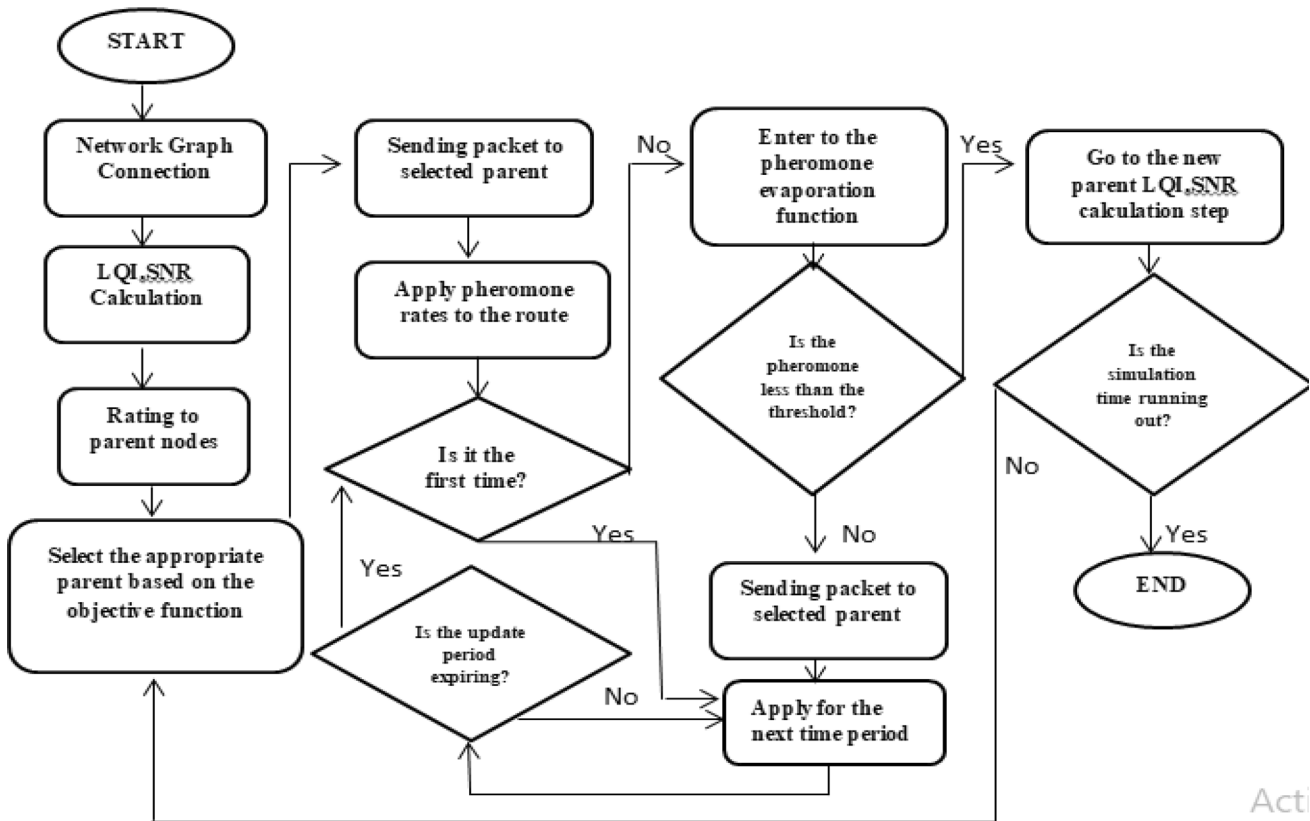 START
Network Graph
Connection
LQI,SNR
Calculation
Rating to
parent nodes
Select the appropriate
parent based on the
objective function
Sending packet to
selected parent
Apply pheromone
rates to the route
Is it the
first time?
Yes
Yes
Is the update
period
expiring?
No
No
Enter to the
pheromone
evaporation
function
Is the
pheromone
less than the
threshold?
No
Sending packet to
selected parent
Apply for the
next time period
Yes
Go to the new
parent LQI,SNR
calculation step
Is the
simulation
time running
out?
No
Yes
END